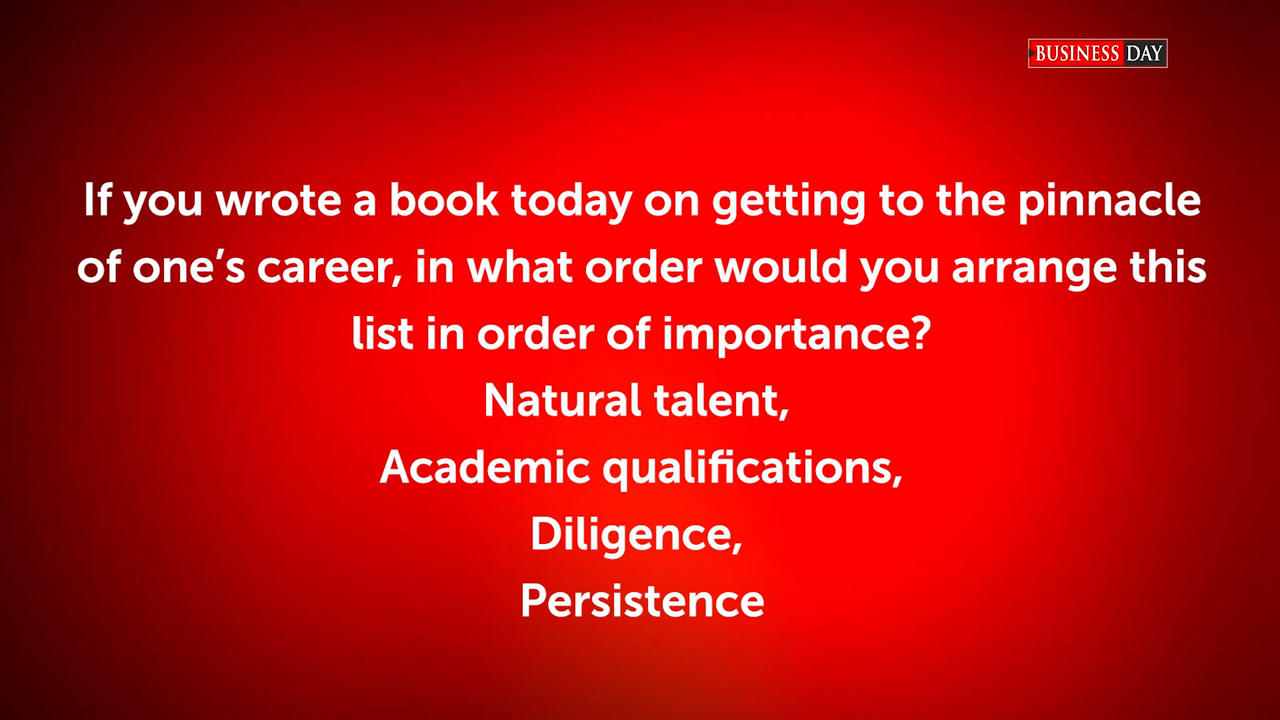 BUSINESS DAY
If you wrote a book today on getting to the pinnacle
of one’s career, in what order would you arrange this
list in order of importance?
Natural talent,
Academic qualifications,
Diligence,
Persistence